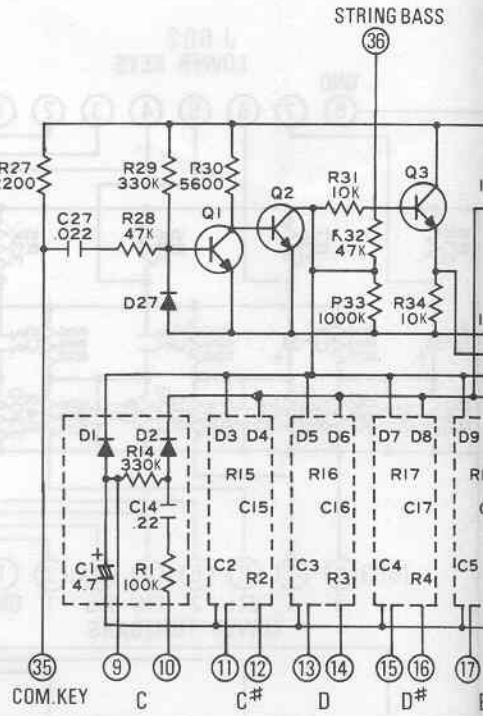 STRING BASS
36
R27
2200
R29
330K
R30
5600
Q1
Q2
R31
10K
Q3
C27
.022
R28
47K
R32
47K
D27
P33
1000K
R34
10K
D1
D2
R14
330K
C14
.22
C1
4.7
+
R1
100K
D3 D4
R15
C15
C2
R2
D5 D6
R16
C16
C3
R3
D7 D8
R17
C17
C4
R4
D9
C5
35
9
10
11
12
13
14
15
16
17
COM.KEY
C
C#
D
D#